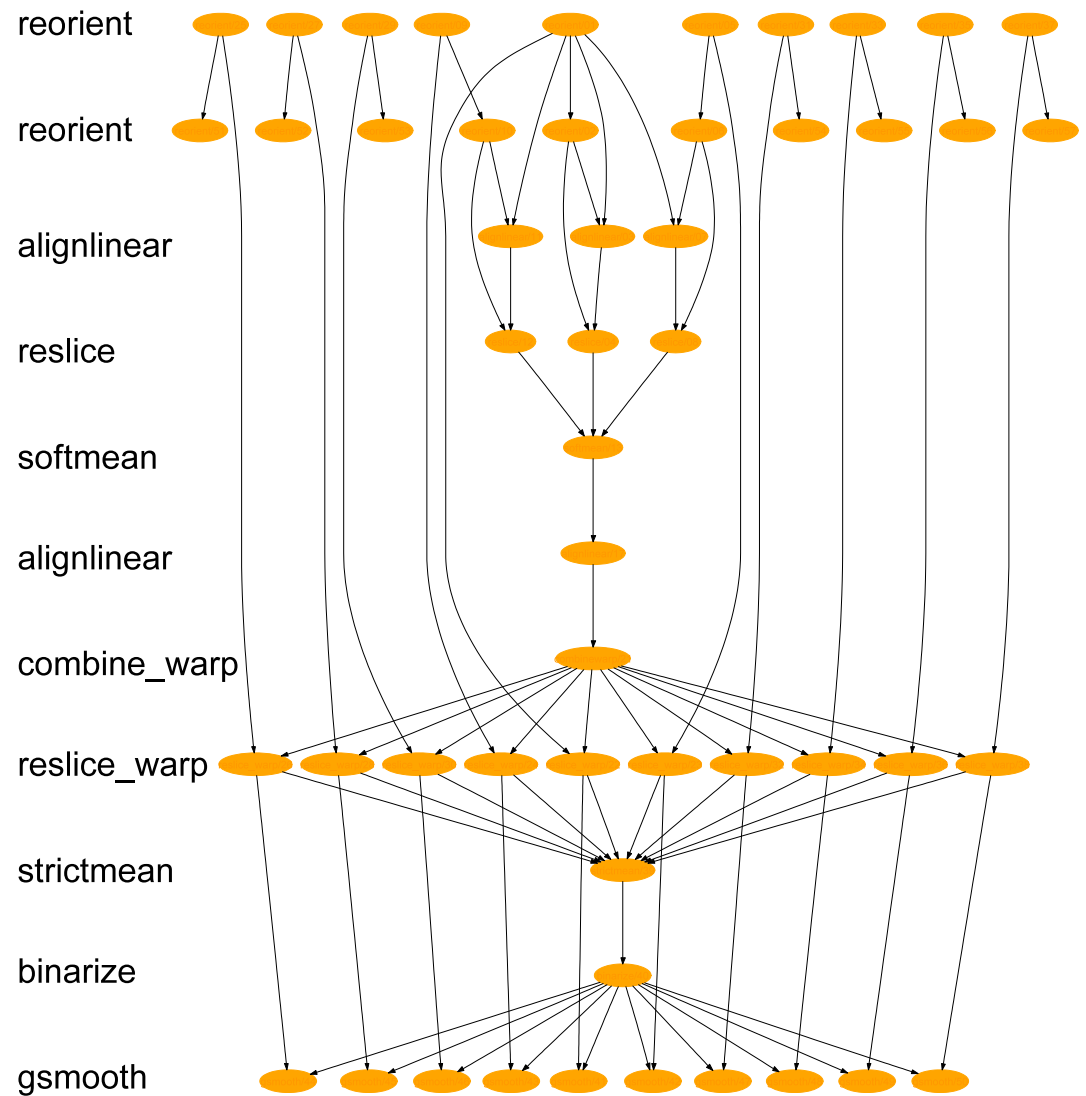 reorient
reorient
alignlinear
reslice
softmean
alignlinear
combine_warp
reslice_warp
strictmean
binarize
gsmooth